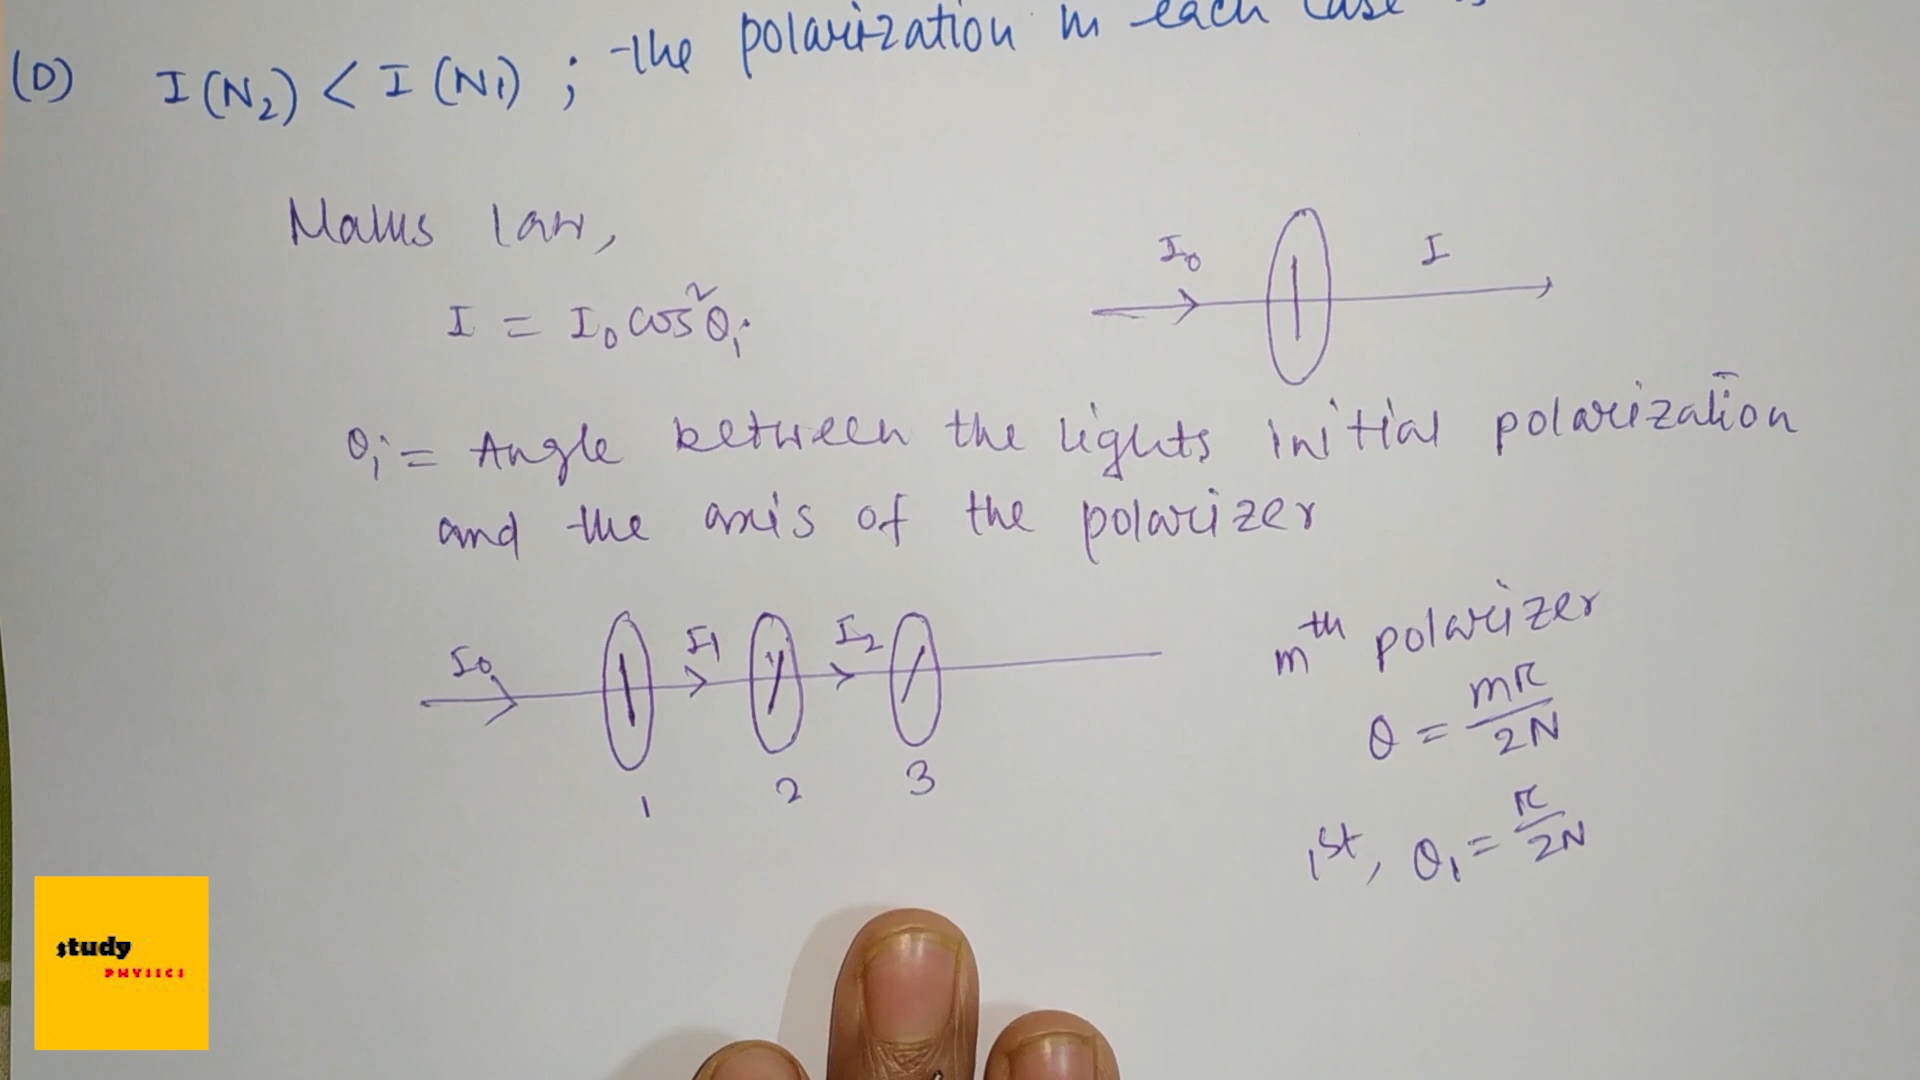 (D) I(N₂) < I(N1) ; the polarization in each case
Malus law,
I = I₀ cos²θᵢ
I₀ I
θᵢ = Angle between the lights initial polarization
and the axis of the polarizer
I₀ I1 I₂
1 2 3
mth polarizer
θ = mπ/2N
1st, θ₁ = π/2N
study
PHYSICS